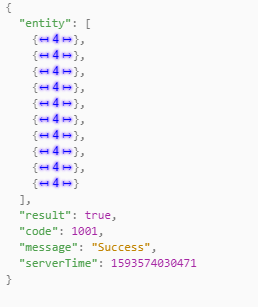 {
"entity": [
{↔4↔},
{↔4↔},
{↔4↔},
{↔4↔},
{↔4↔},
{↔4↔},
{↔4↔},
{↔4↔},
{↔4↔},
{↔4↔}
],
"result": true,
"code": 1001,
"message": "Success",
"serverTime": 1593574030471
}